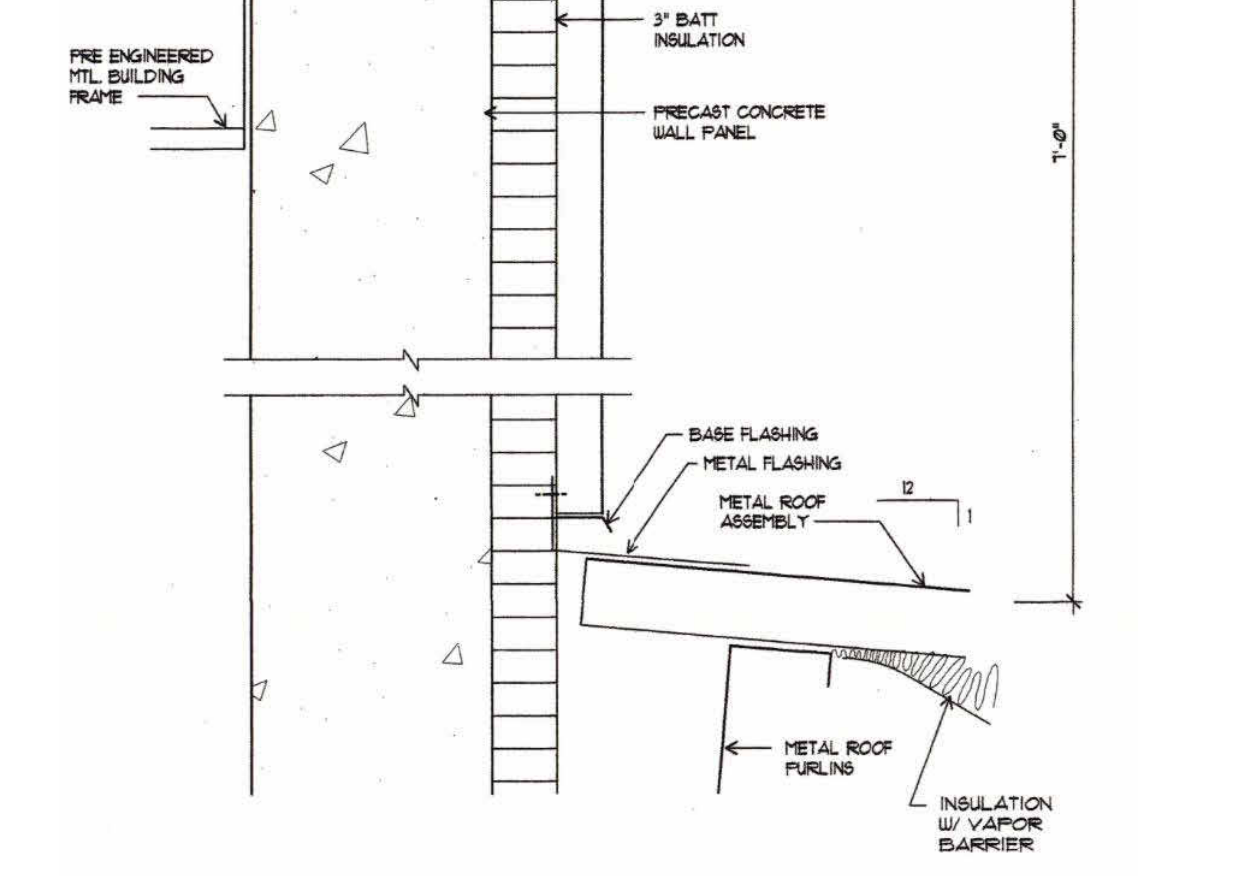 3" BATT
INSULATION
PRE ENGINEERED
MTL. BUILDING
FRAME
PRECAST CONCRETE
WALL PANEL
7'-0"
BASE FLASHING
METAL FLASHING
12
1
METAL ROOF
ASSEMBLY
METAL ROOF
PURLINS
INSULATION
W/ VAPOR
BARRIER